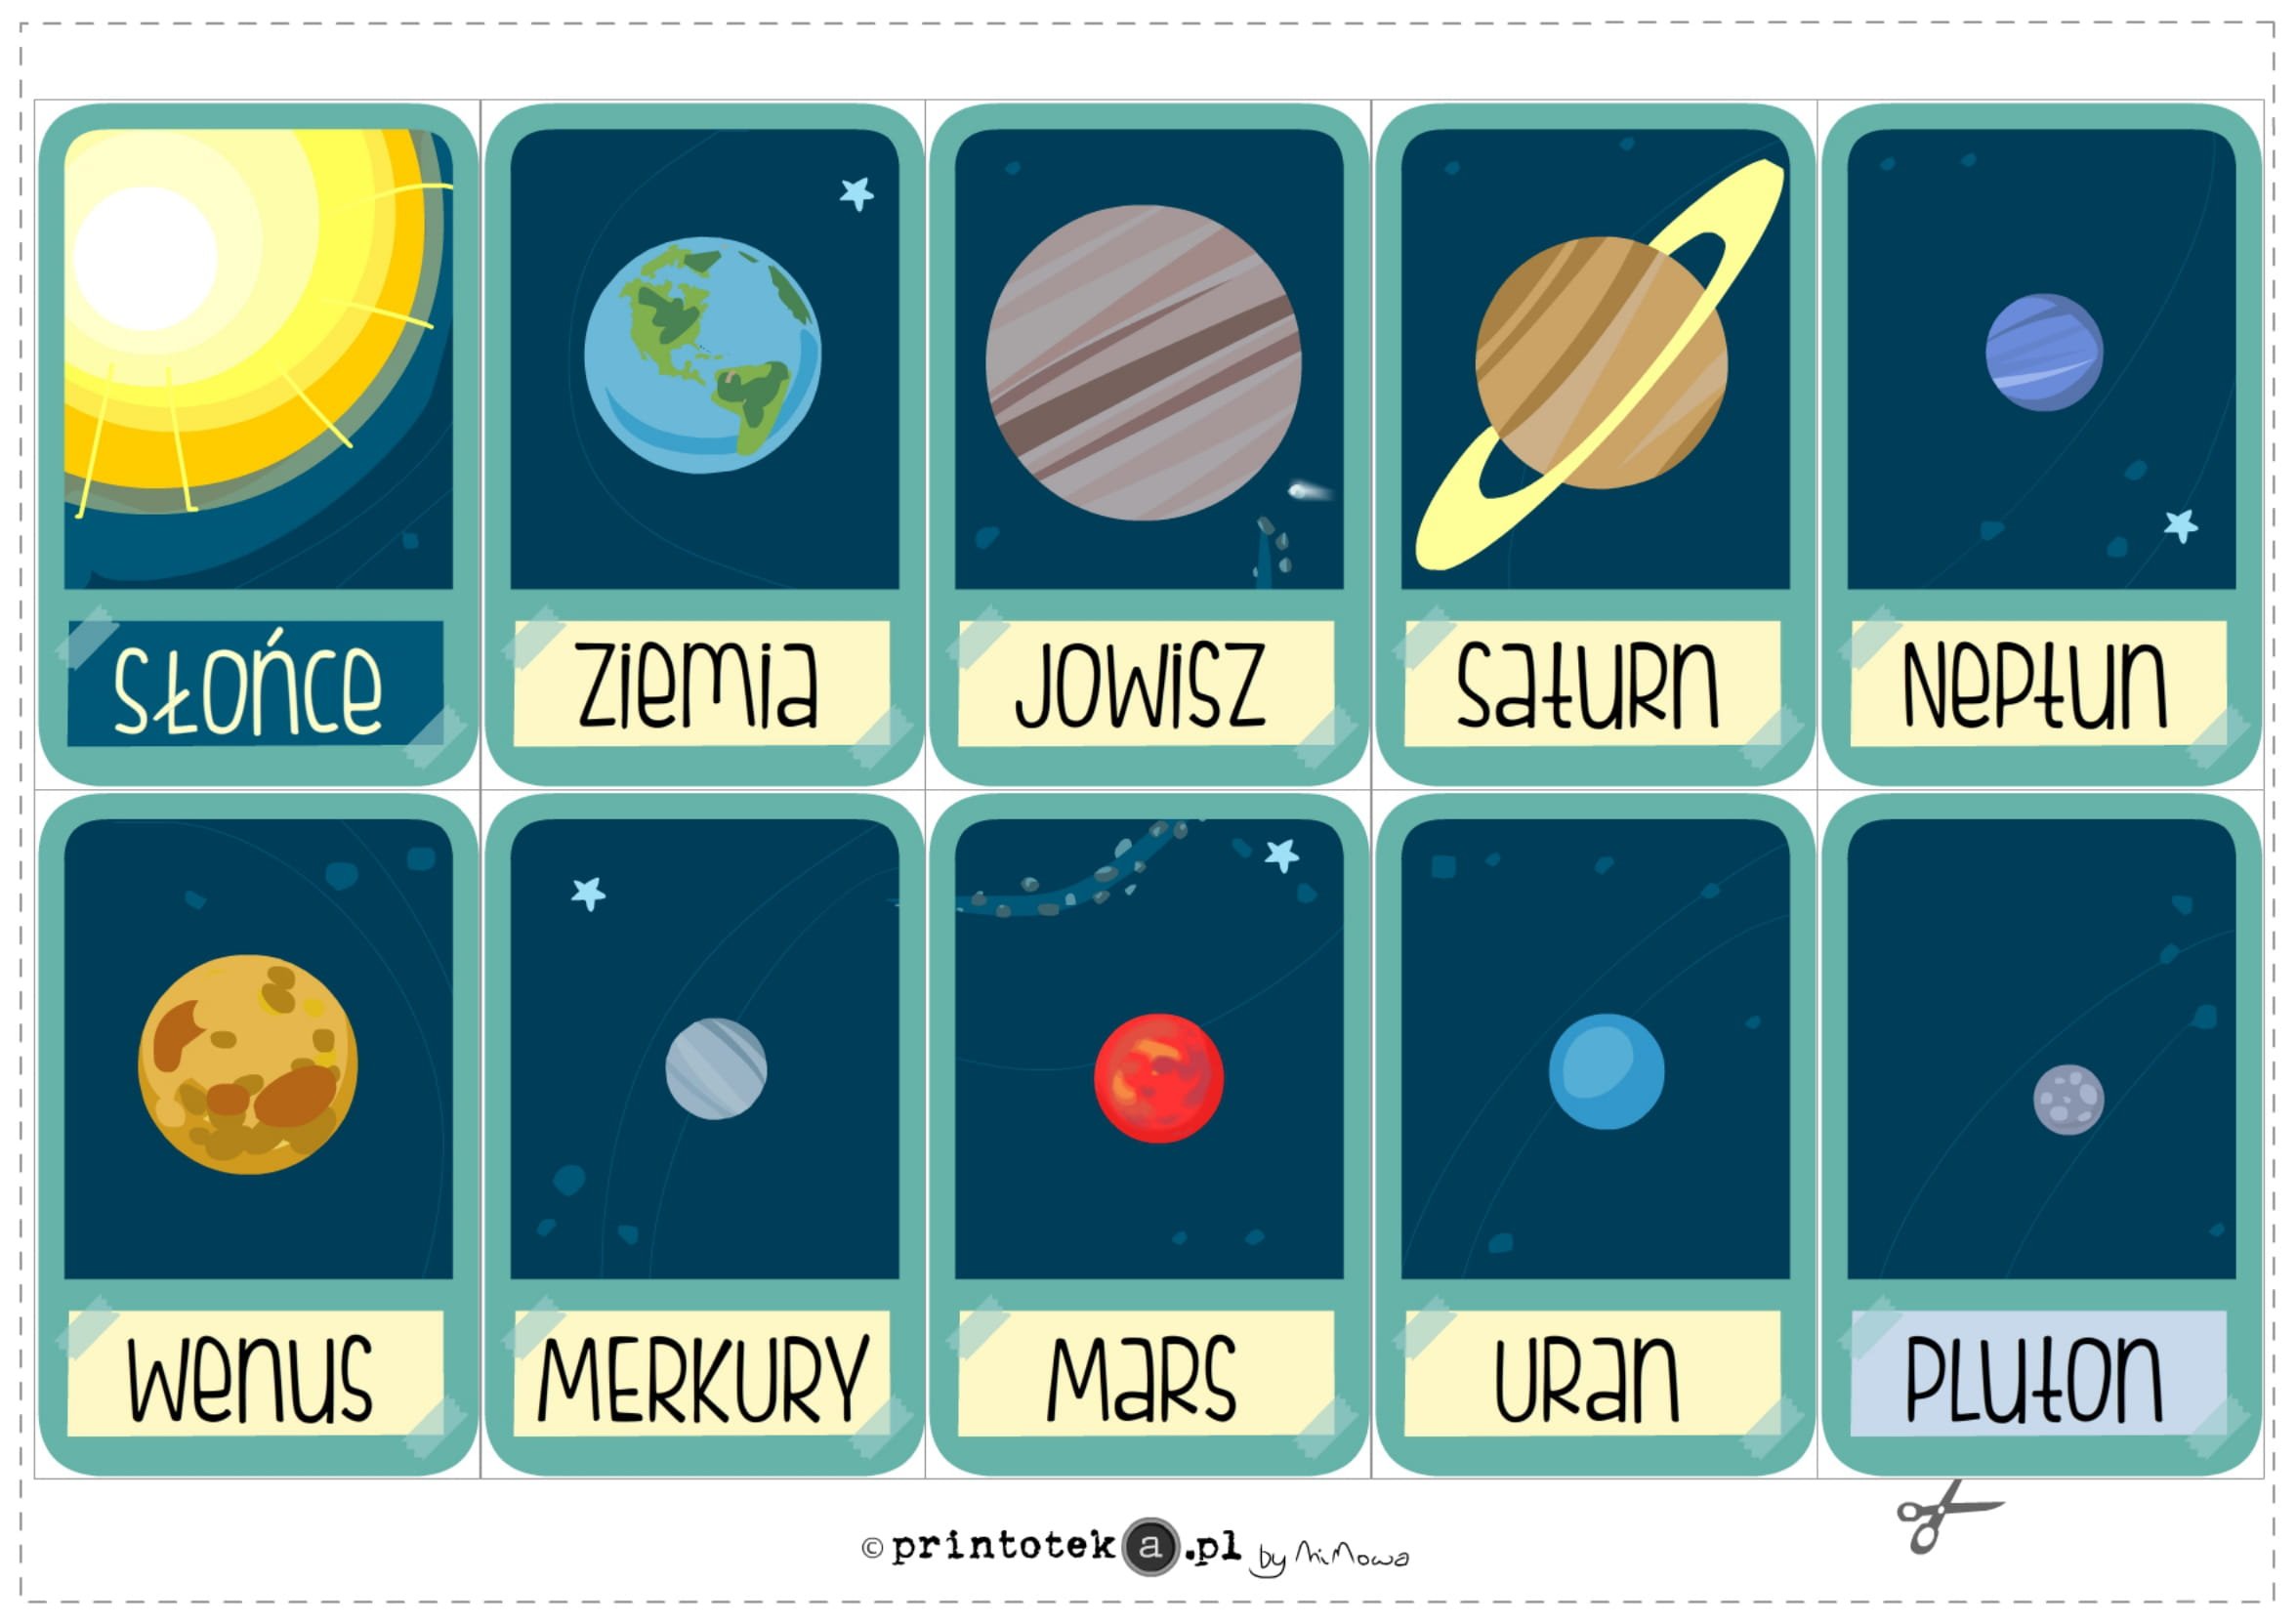 SŁOŃCE
ZIEMIA
JOWISZ
SATURN
NEPTUN
WENUS
MERKURY
MARS
URAN
PLUTON
© printoteka.pl by MiMowa